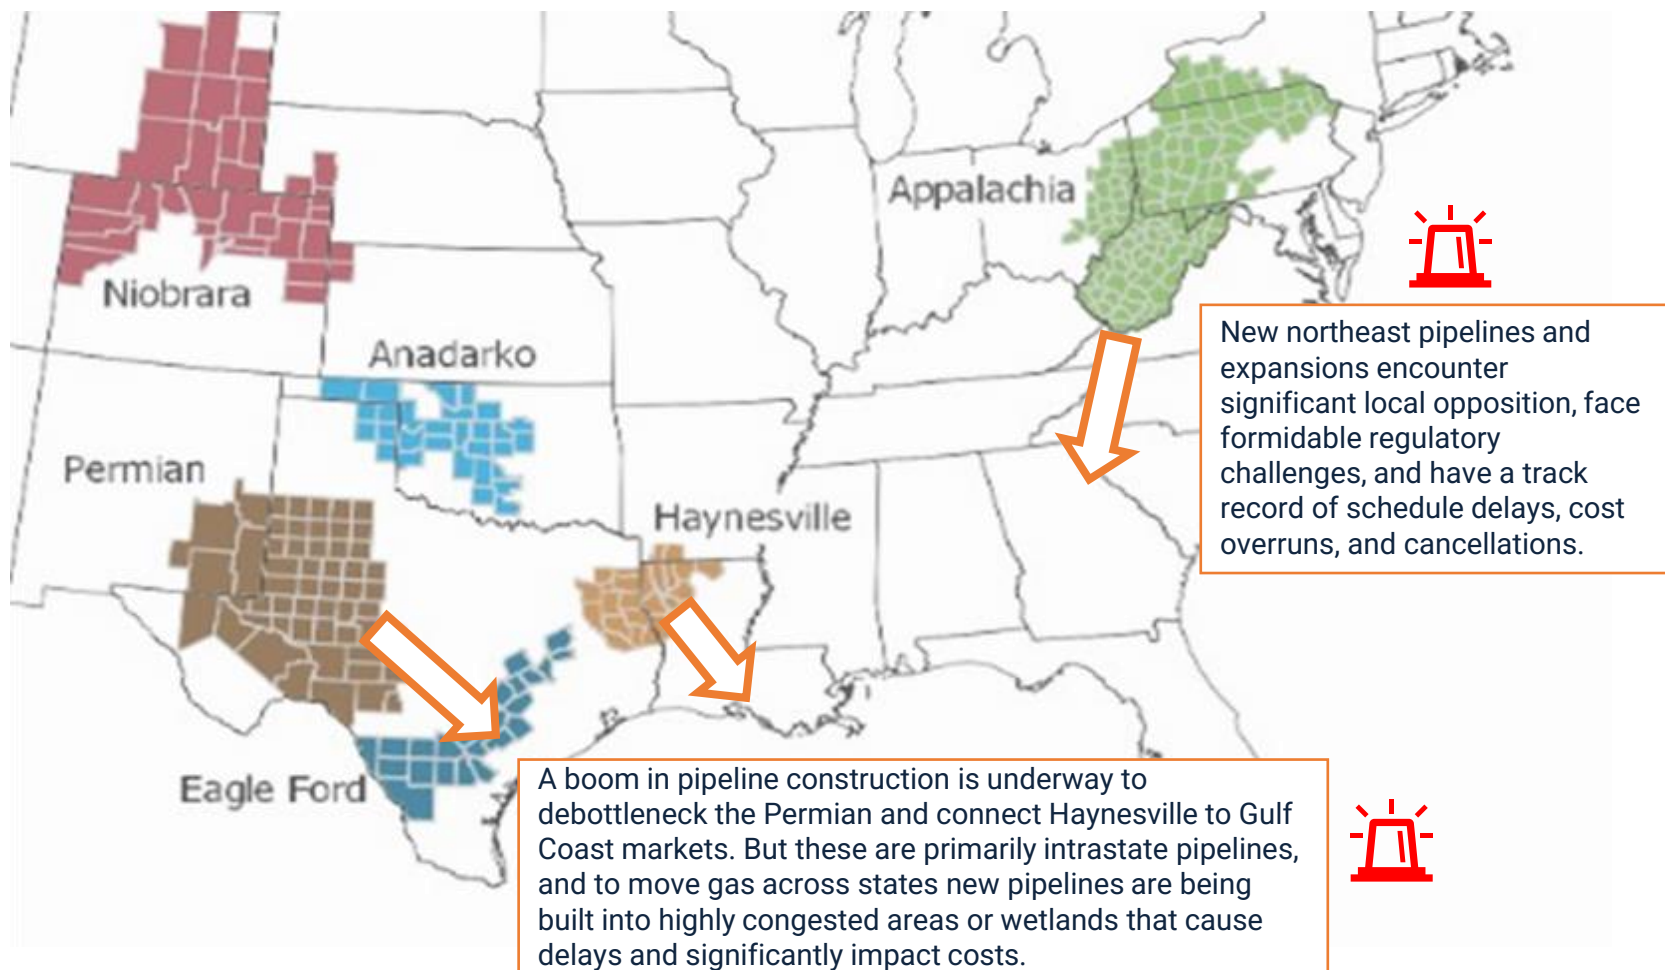 Appalachia
Niobrara
Anadarko
New northeast pipelines and
expansions encounter
significant local opposition, face
formidable regulatory
challenges, and have a track
record of schedule delays, cost
overruns, and cancellations.
Permian
Haynesville
Eagle Ford
A boom in pipeline construction is underway to
debottleneck the Permian and connect Haynesville to Gulf
Coast markets. But these are primarily intrastate pipelines,
and to move gas across states new pipelines are being
built into highly congested areas or wetlands that cause
delays and significantly impact costs.